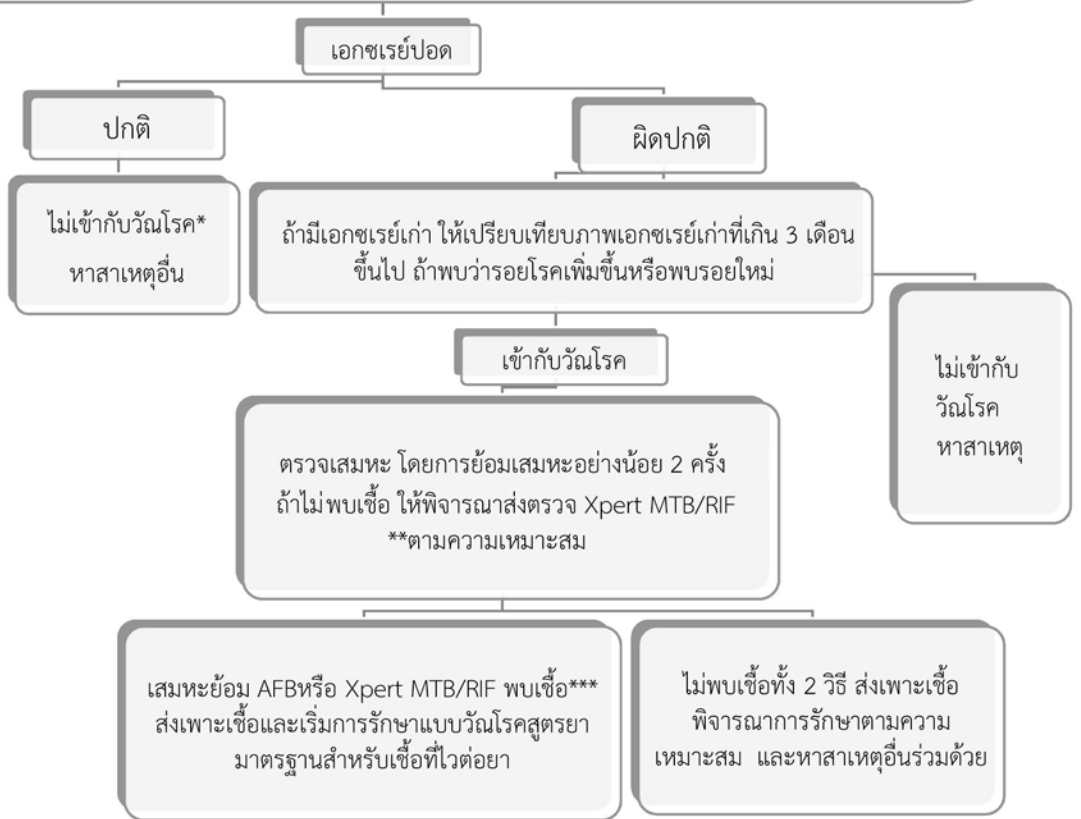 เอกซเรย์ปอด
ปกติ
ผิดปกติ
ไม่เข้ากับวัณโรค*
หาสาเหตุอื่น
ถ้ามีเอกซเรย์เก่า ให้เปรียบเทียบภาพเอกซเรย์เก่าที่เกิน 3 เดือน
ขึ้นไป ถ้าพบว่ารอยโรคเพิ่มขึ้นหรือพบรอยใหม่
เข้ากับวัณโรค
ไม่เข้ากับ
วัณโรค
หาสาเหตุ
ตรวจเสมหะ โดยการย้อมเสมหะอย่างน้อย 2 ครั้ง
ถ้าไม่พบเชื้อ ให้พิจารณาส่งตรวจ Xpert MTB/RIF
**ตามความเหมาะสม
เสมหะย้อม AFBหรือ Xpert MTB/RIF พบเชื้อ***
ส่งเพาะเชื้อและเริ่มการรักษาแบบวัณโรคสูตรยา
มาตรฐานสำหรับเชื้อที่ไวต่อยา
ไม่พบเชื้อทั้ง 2 วิธี ส่งเพาะเชื้อ
พิจารณาการรักษาตามความ
เหมาะสม และหาสาเหตุอื่นร่วมด้วย